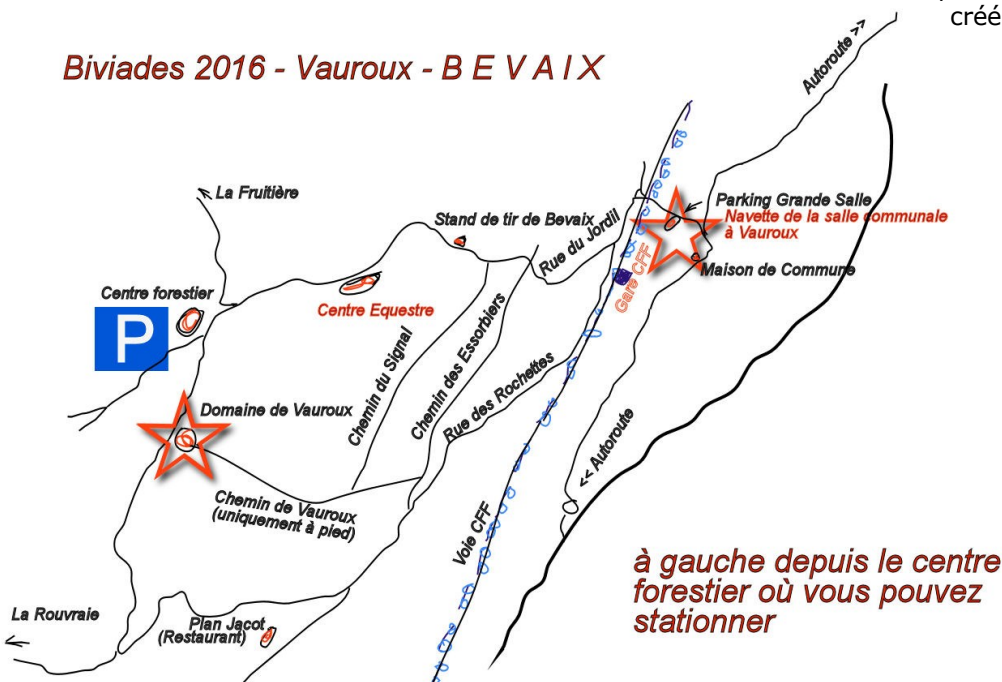 créé
Biviades 2016 - Vauroux - B E V A I X
Autoroute >>
La Fruitière
Stand de tir de Bevaix
Rue du Jordil
Parking Grande Salle
Navette de la salle communale
à Vauroux
Maison de Commune
Gare CFF
Centre forestier
P
Centre Equestre
Chemin du Signal
Chemin des Essorbiers
Rue des Rochettes
Domaine de Vauroux
<< Autoroute
Chemin de Vauroux
(uniquement à pied)
Voie CFF
à gauche depuis le centre
forestier où vous pouvez
stationner
La Rouvraie
Plan Jacot
(Restaurant)